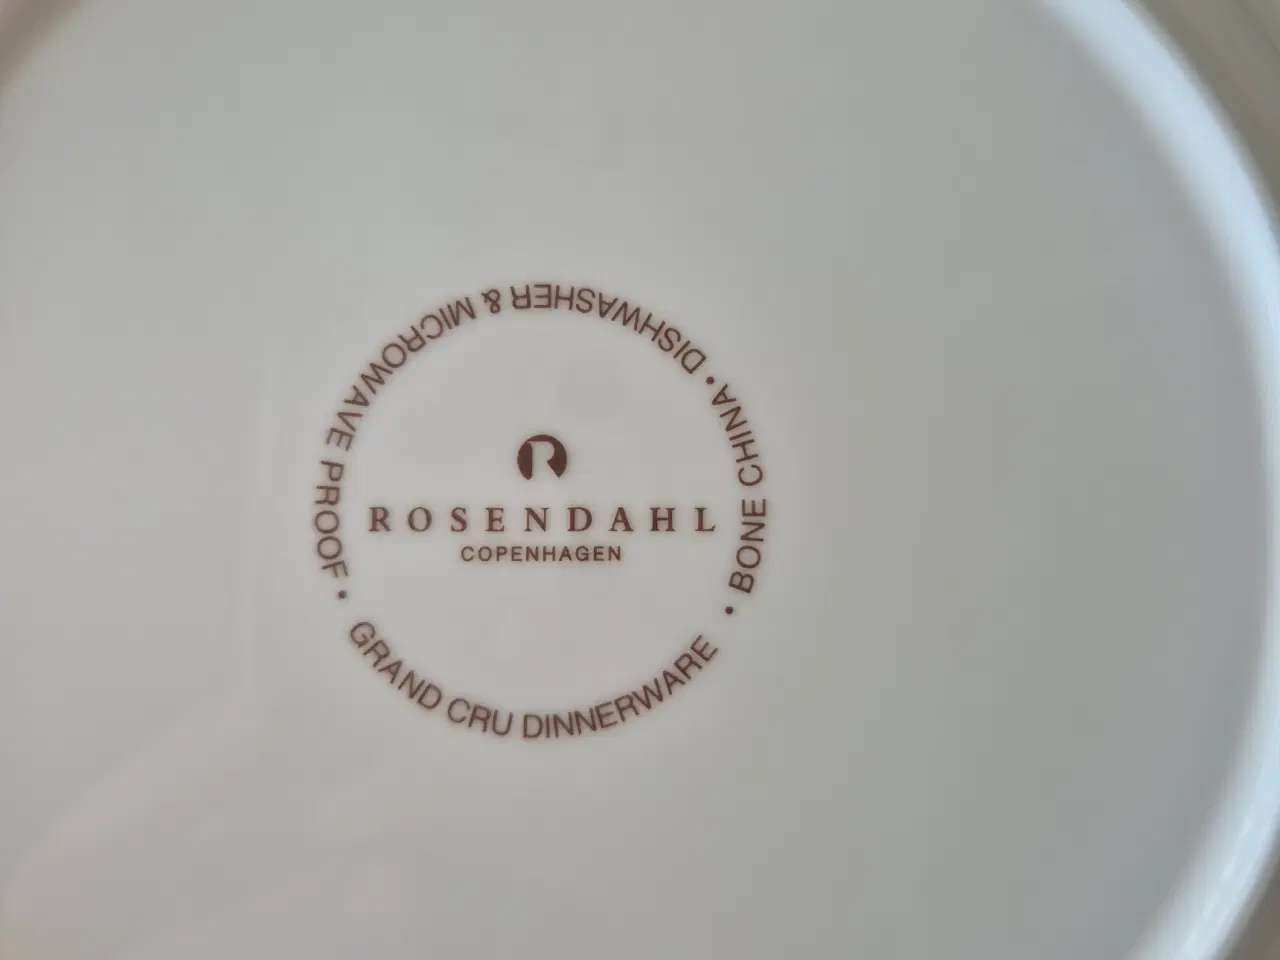 R
ROSENDAHL
COPENHAGEN
GRAND CRU DINNERWARE • BONE CHINA • DISHWASHER & MICROWAVE PROOF •